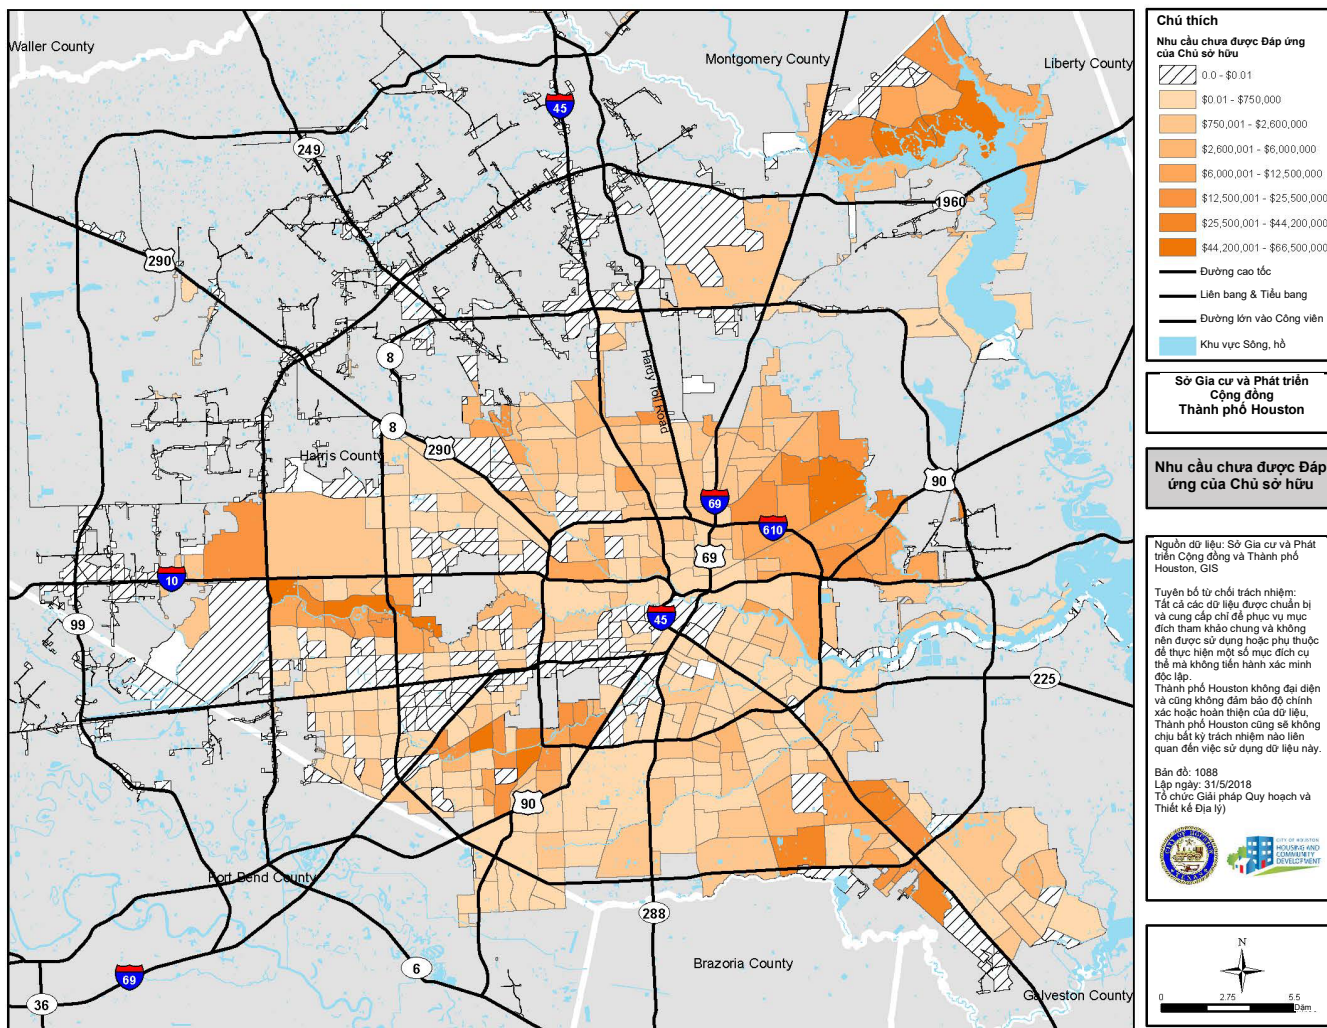 Waller County
Montgomery County
Liberty County
45
249
1960
290
8
Hardy Toll Road
8
290
Harris County
90
69
610
69
10
45
99
225
90
Fort Bend County
288
6
Brazoria County
69
36
Galveston County
Chú thích
Nhu cầu chưa được Đáp ứng
của Chủ sở hữu
0.0 - $0.01
$0.01 - $750,000
$750,001 - $2,600,000
$2,600,001 - $6,000,000
$6,000,001 - $12,500,000
$12,500,001 - $25,500,000
$25,500,001 - $44,200,000
$44,200,001 - $66,500,000
Đường cao tốc
Liên bang & Tiểu bang
Đường lớn vào Công viên
Khu vực Sông, hồ
Sở Gia cư và Phát triển
Cộng đồng
Thành phố Houston
Nhu cầu chưa được Đáp
ứng của Chủ sở hữu
Nguồn dữ liệu: Sở Gia cư và Phát
triển Cộng đồng và Thành phố
Houston, GIS
Tuyên bố từ chối trách nhiệm:
Tất cả các dữ liệu được chuẩn bị
và cung cấp chỉ để phục vụ mục
đích tham khảo chung và không
nên được sử dụng hoặc phụ thuộc
để thực hiện một số mục đích cụ
thể mà không tiến hành xác minh
độc lập.
Thành phố Houston không đại diện
và cũng không đảm bảo độ chính
xác hoặc hoàn thiện của dữ liệu,
Thành phố Houston cũng sẽ không
chịu bất kỳ trách nhiệm nào liên
quan đến việc sử dụng dữ liệu này.
Bản đồ: 1088
Lập ngày: 31/5/2018
Tổ chức Giải pháp Quy hoạch và
Thiết kế Địa lý)
CITY OF HOUSTON
TEXAS
CITY OF HOUSTON
HOUSING AND
COMMUNITY
DEVELOPMENT
N
0 2.75 5.5
Dặm